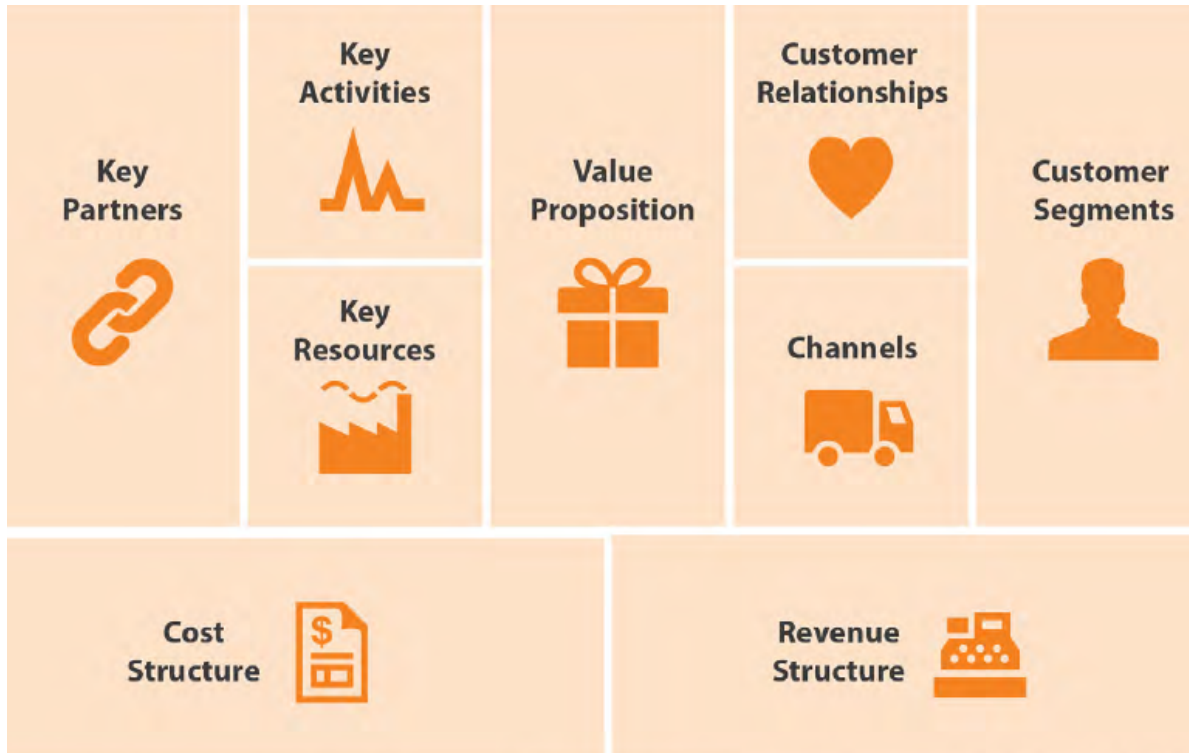 Key
Partners
Key
Activities
Key
Resources
Value
Proposition
Customer
Relationships
Channels
Customer
Segments
Cost
Structure
$
Revenue
Structure